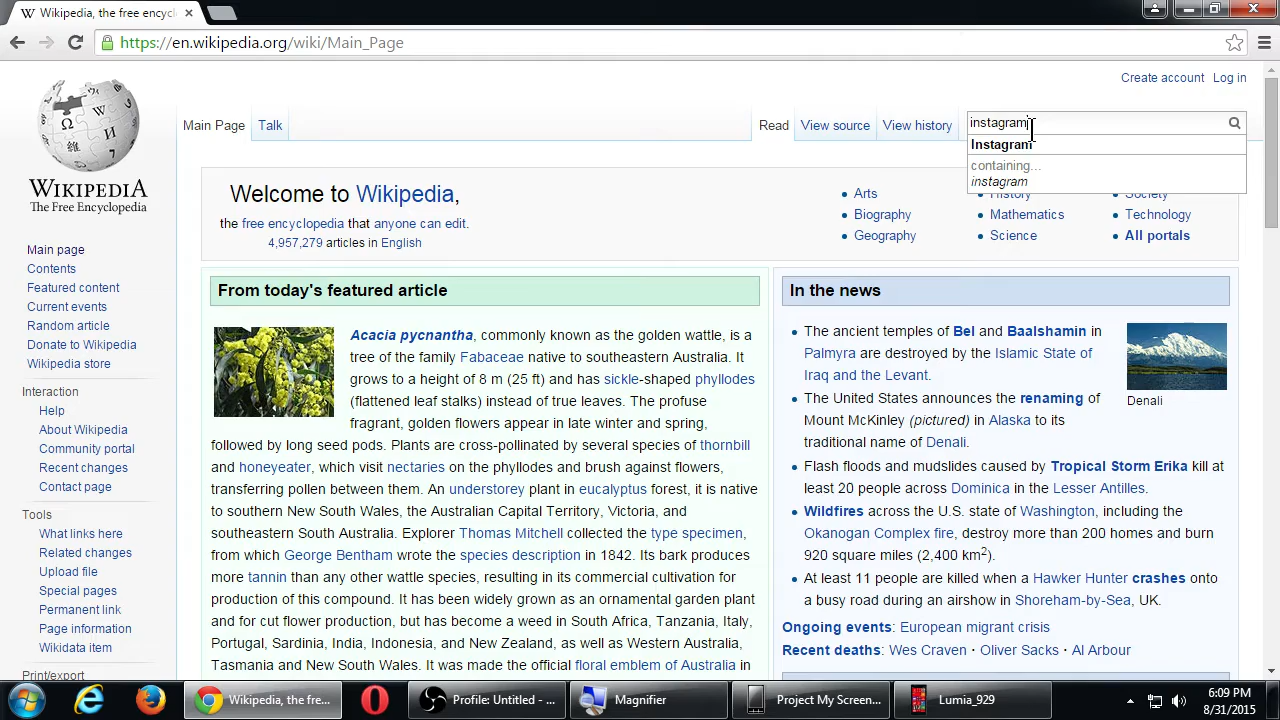 Wikipedia, the free encycl
https://en.wikipedia.org/wiki/Main_Page
Create account Log in
Main Page Talk Read View source View history instagram
Instagram
containing...
instagram
WIKIPEDIA
The Free Encyclopedia
Main page
Contents
Featured content
Current events
Random article
Donate to Wikipedia
Wikipedia store
Interaction
Help
About Wikipedia
Community portal
Recent changes
Contact page
Tools
What links here
Related changes
Upload file
Special pages
Permanent link
Page information
Wikidata item
Print/export
Welcome to Wikipedia,
the free encyclopedia that anyone can edit.
4,957,279 articles in English
Arts
Biography
Geography
History
Mathematics
Science
Society
Technology
All portals
From today's featured article
Acacia pycnantha, commonly known as the golden wattle, is a
tree of the family Fabaceae native to southeastern Australia. It
grows to a height of 8 m (25 ft) and has sickle-shaped phyllodes
(flattened leaf stalks) instead of true leaves. The profuse
fragrant, golden flowers appear in late winter and spring,
followed by long seed pods. Plants are cross-pollinated by several species of thornbill
and honeyeater, which visit nectaries on the phyllodes and brush against flowers,
transferring pollen between them. An understorey plant in eucalyptus forest, it is native
to southern New South Wales, the Australian Capital Territory, Victoria, and
southeastern South Australia. Explorer Thomas Mitchell collected the type specimen,
from which George Bentham wrote the species description in 1842. Its bark produces
more tannin than any other wattle species, resulting in its commercial cultivation for
production of this compound. It has been widely grown as an ornamental garden plant
and for cut flower production, but has become a weed in South Africa, Tanzania, Italy,
Portugal, Sardinia, India, Indonesia, and New Zealand, as well as Western Australia,
Tasmania and New South Wales. It was made the official floral emblem of Australia in
In the news
The ancient temples of Bel and Baalshamin in
Palmyra are destroyed by the Islamic State of
Iraq and the Levant.
Denali
The United States announces the renaming of
Mount McKinley (pictured) in Alaska to its
traditional name of Denali.
Flash floods and mudslides caused by Tropical Storm Erika kill at
least 20 people across Dominica in the Lesser Antilles.
Wildfires across the U.S. state of Washington, including the
Okanogan Complex fire, destroy more than 200 homes and burn
920 square miles (2,400 km2).
At least 11 people are killed when a Hawker Hunter crashes onto
a busy road during an airshow in Shoreham-by-Sea, UK.
Ongoing events: European migrant crisis
Recent deaths: Wes Craven · Oliver Sacks · Al Arbour
Wikipedia, the fre... Profile: Untitled - ... Magnifier Project My Screen... Lumia_929
6:09 PM
8/31/2015